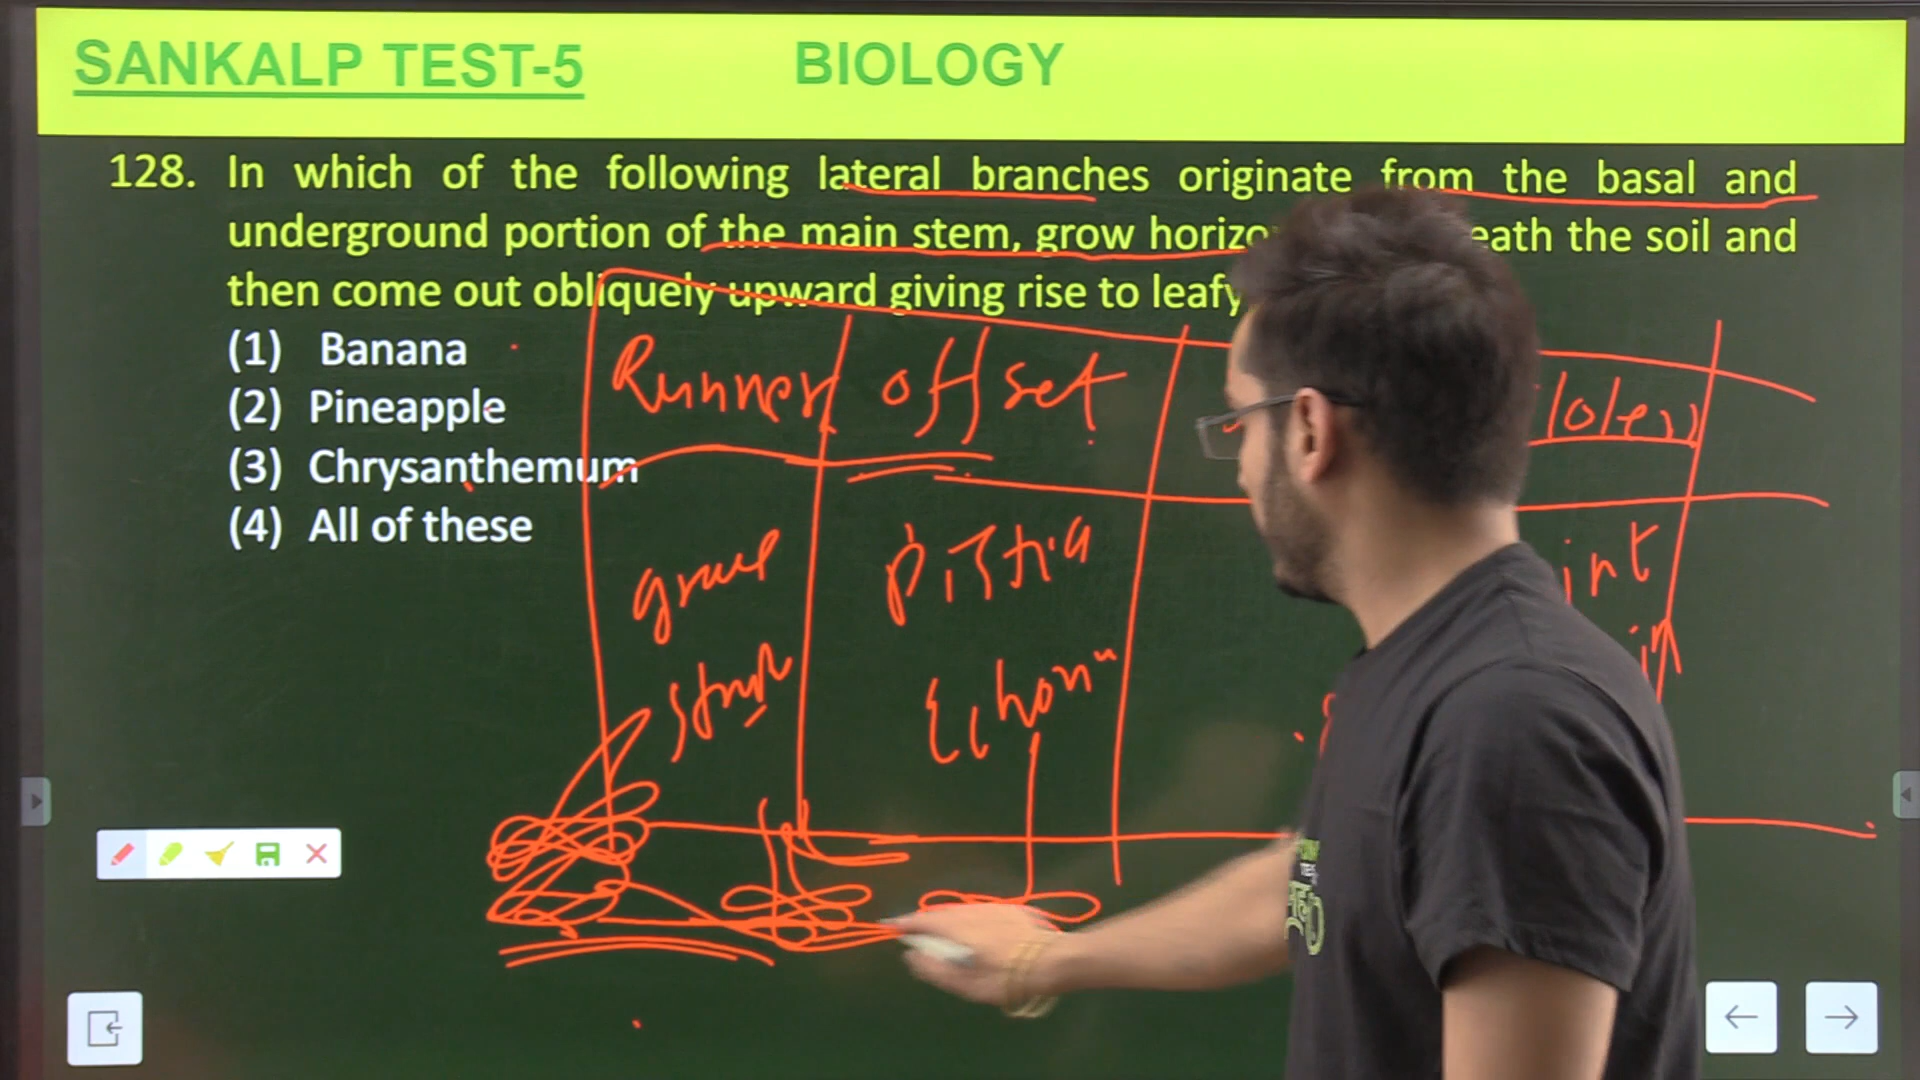 SANKALP TEST-5 BIOLOGY
128. In which of the following lateral branches originate from the basal and
underground portion of the main stem, grow horizo eath the soil and
then come out obliquely upward giving rise to leafy
(1) Banana
(2) Pineapple
(3) Chrysanthemum
(4) All of these
Runner offset
pistia